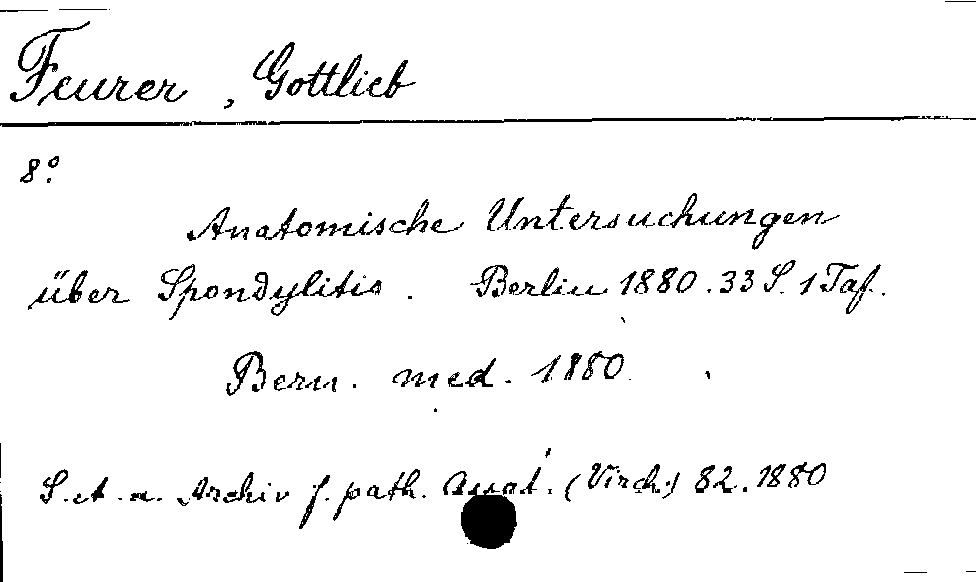 Feurer, Gottlieb
8°
Anatomische Untersuchungen
über Spondylitis. Berlin 1880. 33 S. 1 Taf.
Bern. med. 1880.
Archiv f. path. Anat. (Virch.) 82. 1880